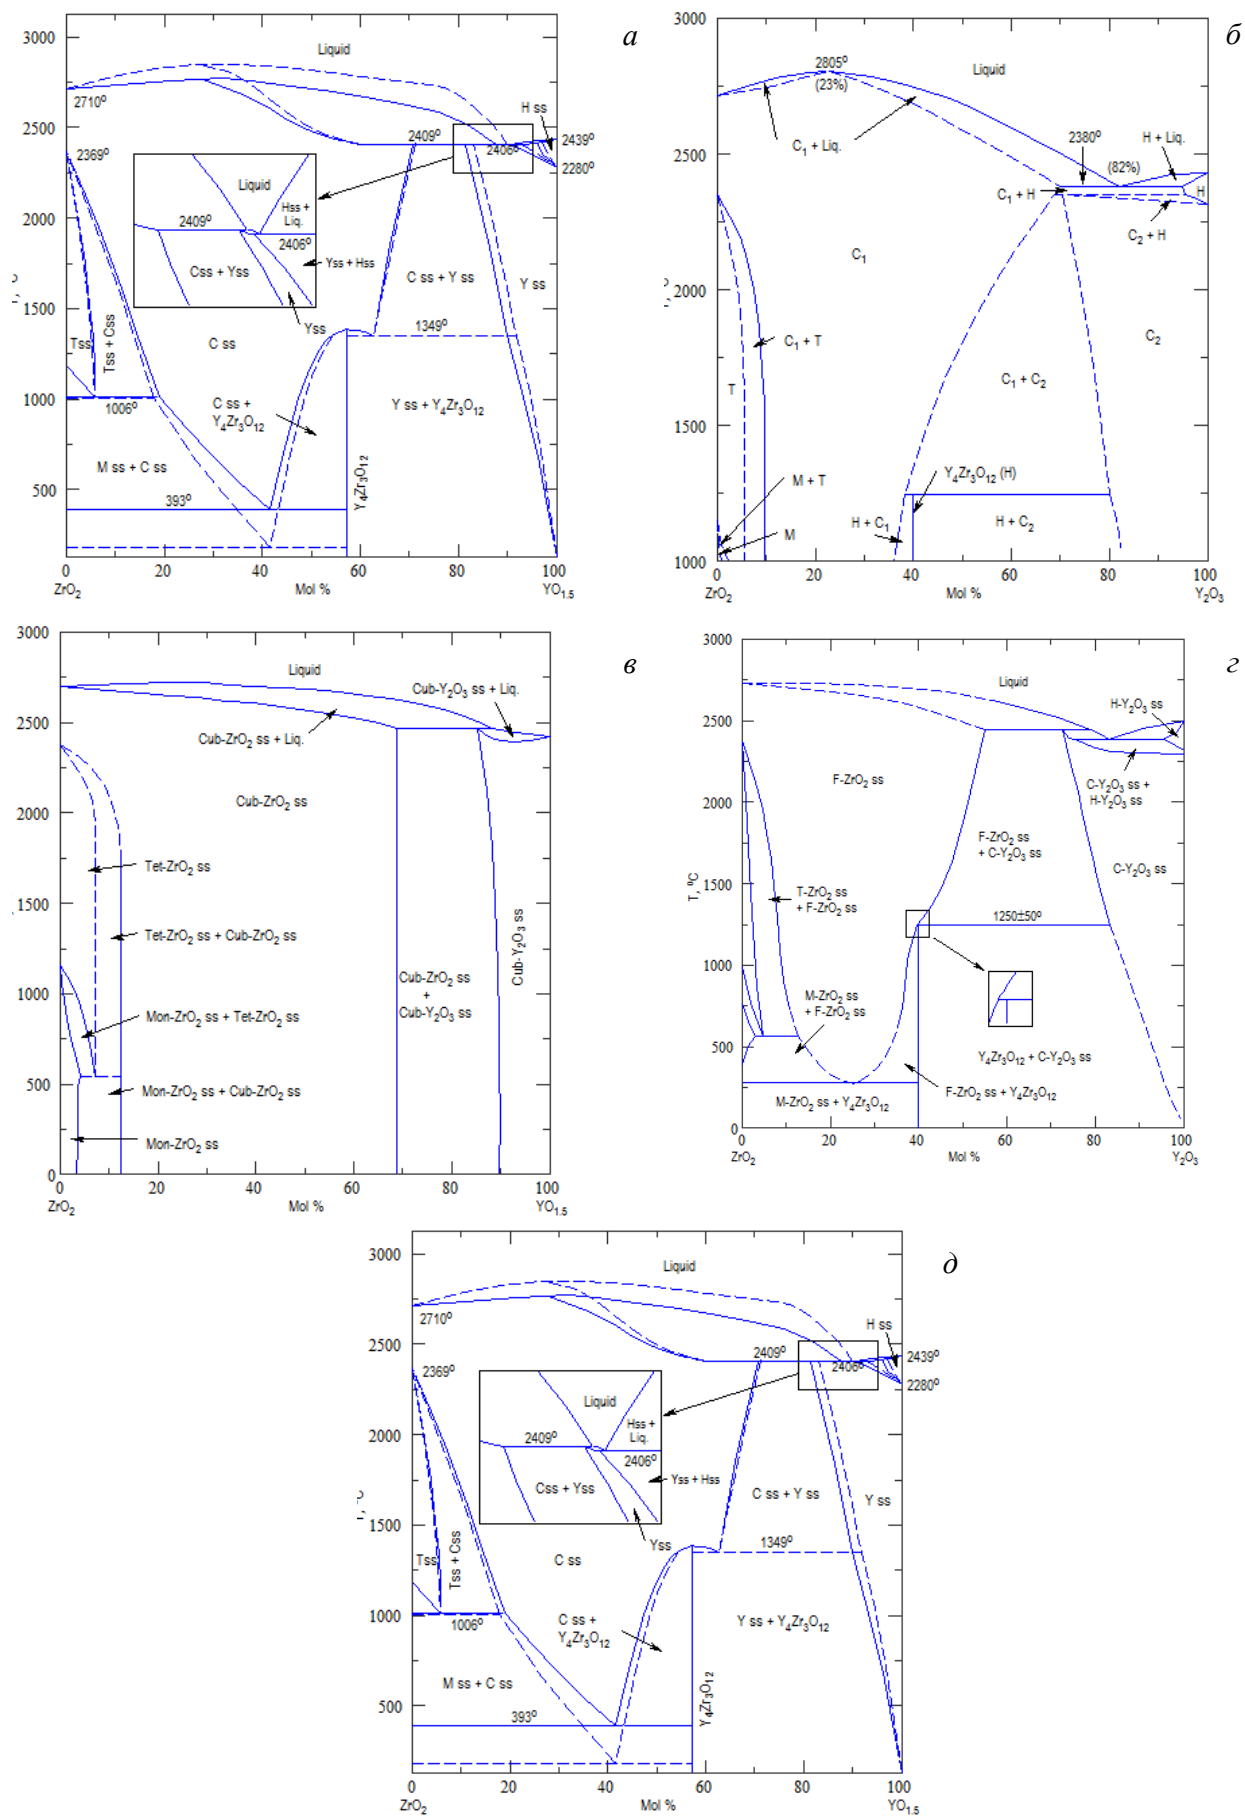 а
3000
2500
2000
1500
1000
500
Liquid
2710°
2369°
2409°
2406°
H ss
2439°
2280°
Liquid
Hss +
Liq.
2409°
2406°
Css + Yss
Yss + Hss
Yss
Tss
Tss + Css
C ss
C ss + Y ss
Y ss
1349°
1006°
C ss +
Y₄Zr₃O₁₂
Y ss + Y₄Zr₃O₁₂
M ss + C ss
Y₄Zr₃O₁₂
393°
0 20 40 60 80 100
ZrO₂ Mol % YO₁.₅
б
3000
2500
2000
1500
1000
2805°
(23%)
Liquid
C₁ + Liq.
2380°
(82%)
H + Liq.
C₁ + H
H
C₂ + H
C₁
C₁ + T
T
C₂
C₁ + C₂
M + T
M
Y₄Zr₃O₁₂ (H)
H + C₁
H + C₂
0 20 40 60 80 100
ZrO₂ Mol % Y₂O₃
в
3000
2500
2000
1500
1000
500
0
Liquid
Cub-Y₂O₃ ss + Liq.
Cub-ZrO₂ ss + Liq.
Cub-ZrO₂ ss
Tet-ZrO₂ ss
Tet-ZrO₂ ss + Cub-ZrO₂ ss
Mon-ZrO₂ ss + Tet-ZrO₂ ss
Mon-ZrO₂ ss + Cub-ZrO₂ ss
Mon-ZrO₂ ss
Cub-ZrO₂ ss
+
Cub-Y₂O₃ ss
Cub-Y₂O₃ ss
0 20 40 60 80 100
ZrO₂ Mol % YO₁.₅
г
3000
2500
2000
1500
1000
500
0
T, °C
Liquid
H-Y₂O₃ ss
F-ZrO₂ ss
C-Y₂O₃ ss +
H-Y₂O₃ ss
F-ZrO₂ ss
+ C-Y₂O₃ ss
C-Y₂O₃ ss
T-ZrO₂ ss
+ F-ZrO₂ ss
1250±50°
M-ZrO₂ ss
+ F-ZrO₂ ss
Y₄Zr₃O₁₂ + C-Y₂O₃ ss
F-ZrO₂ ss + Y₄Zr₃O₁₂
M-ZrO₂ ss + Y₄Zr₃O₁₂
0 20 40 60 80 100
ZrO₂ Mol % Y₂O₃
д
3000
2500
2000
1500
1000
500
Liquid
2710°
2369°
2409°
2406°
H ss
2439°
2280°
Liquid
Hss +
Liq.
2409°
2406°
Css + Yss
Yss + Hss
Yss
Tss
Tss + Css
C ss
C ss + Y ss
Y ss
1349°
1006°
C ss +
Y₄Zr₃O₁₂
Y ss + Y₄Zr₃O₁₂
M ss + C ss
Y₄Zr₃O₁₂
393°
0 20 40 60 80 100
ZrO₂ Mol % YO₁.₅